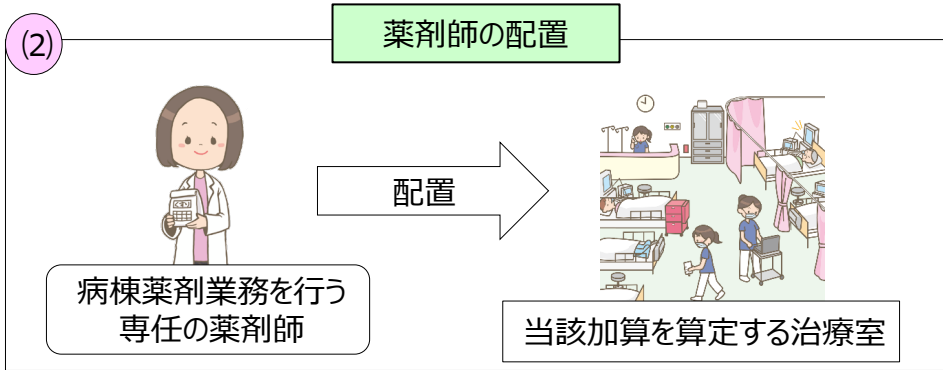 (2)
薬剤師の配置
配置
病棟薬剤業務を行う
専任の薬剤師
当該加算を算定する治療室